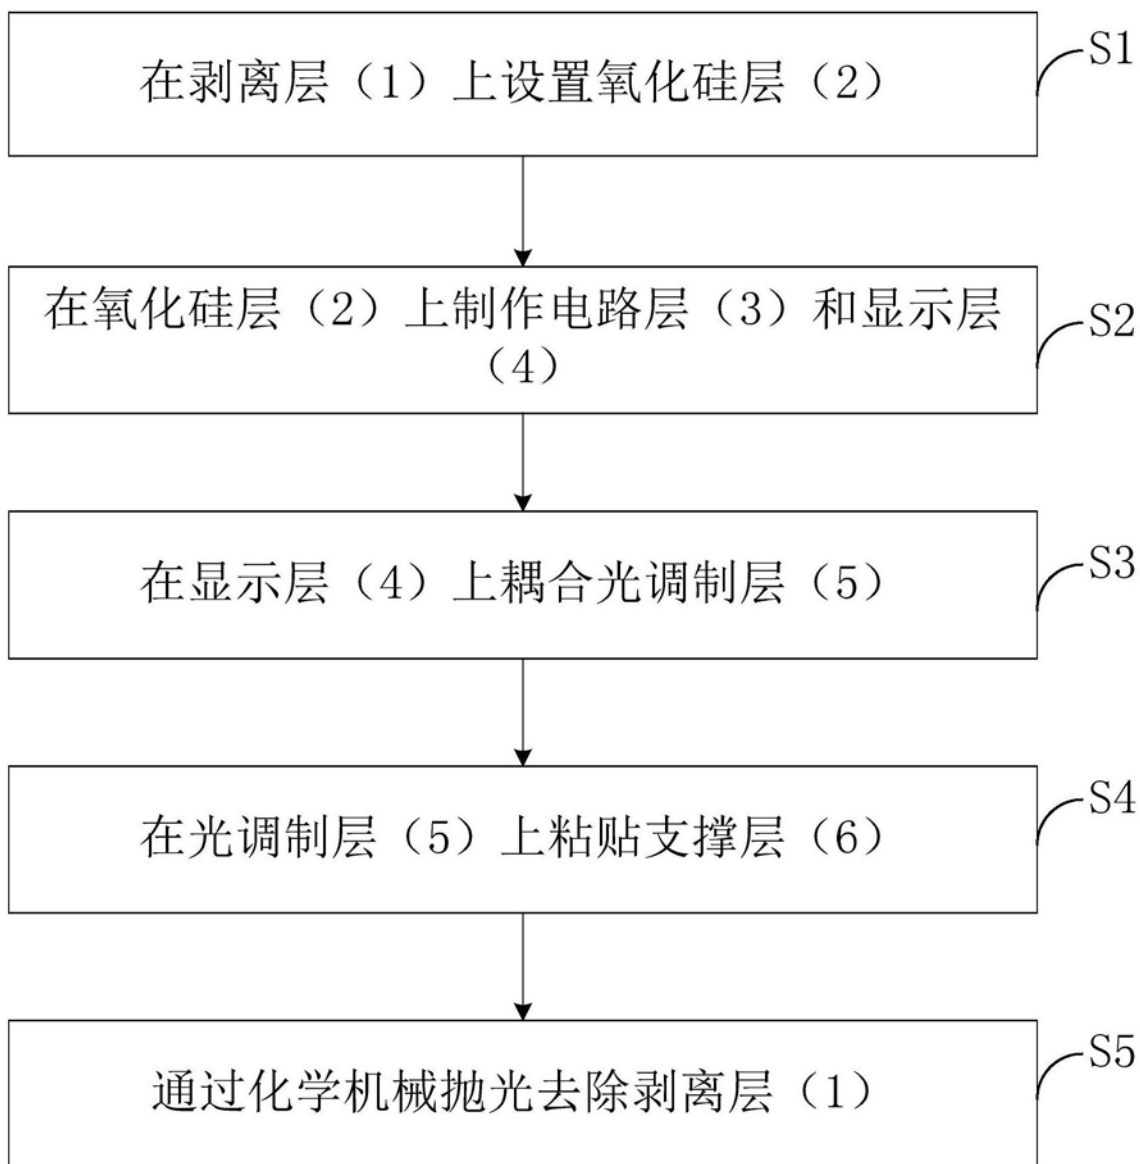 在剥离层（1）上设置氧化硅层（2）
S1
在氧化硅层（2）上制作电路层（3）和显示层
（4）
S2
在显示层（4）上耦合光调制层（5）
S3
在光调制层（5）上粘贴支撑层（6）
S4
通过化学机械抛光去除剥离层（1）
S5